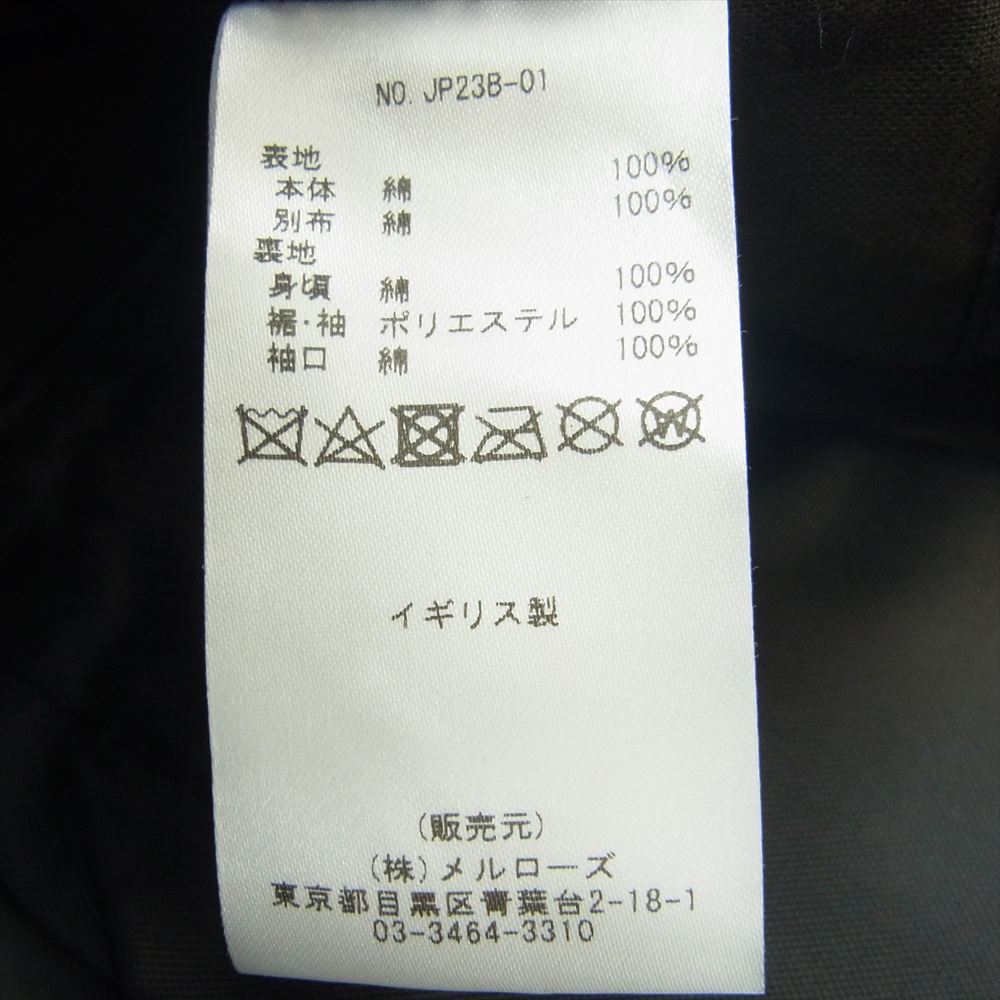 NO. JP23B-01
表地
本体 綿 100%
別布 綿 100%
裏地
身頃 綿 100%
裾・袖 ポリエステル 100%
袖口 綿 100%
W
イギリス製
(販売元)
(株)メルローズ
東京都目黒区青葉台2-18-1
03-3464-3310